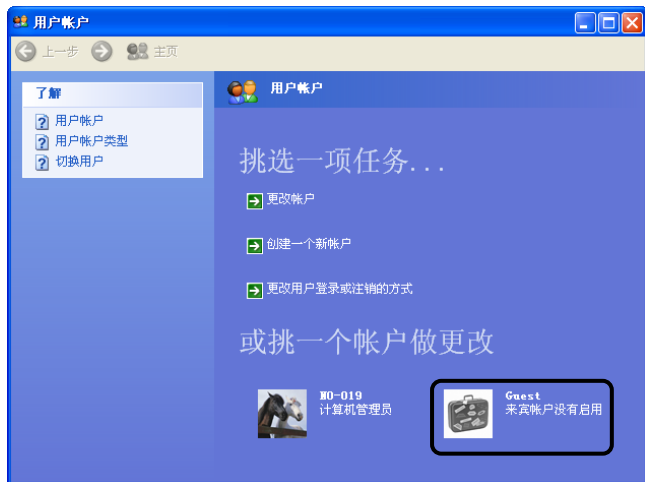 用户帐户
上一步 主页
了解
用户帐户
用户帐户类型
切换用户
用户帐户
挑选一项任务...
更改帐户
创建一个新帐户
更改用户登录或注销的方式
或挑一个帐户做更改
NO-019
计算机管理员
Guest
来宾帐户没有启用